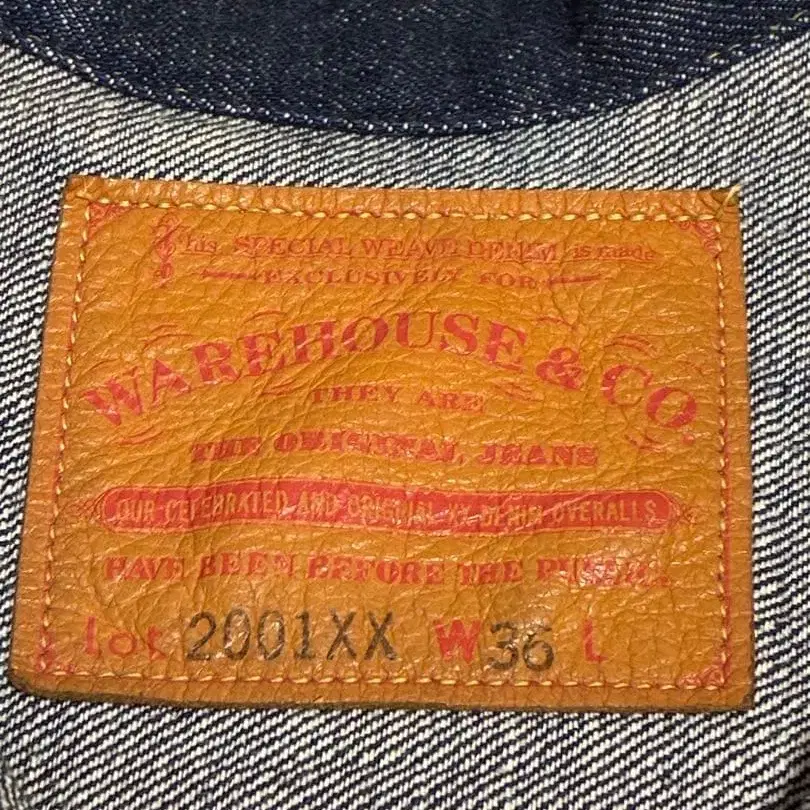 This SPECIAL WEAVE DENIM is made
EXCLUSIVELY FOR
WAREHOUSE & CO.
THEY ARE
THE ORIGINAL JEANS
OUR CELEBRATED AND ORIGINAL XX DENIM OVERALLS
HAVE BEEN BEFORE THE PUBLIC.
Lot 2001XX W 36 L